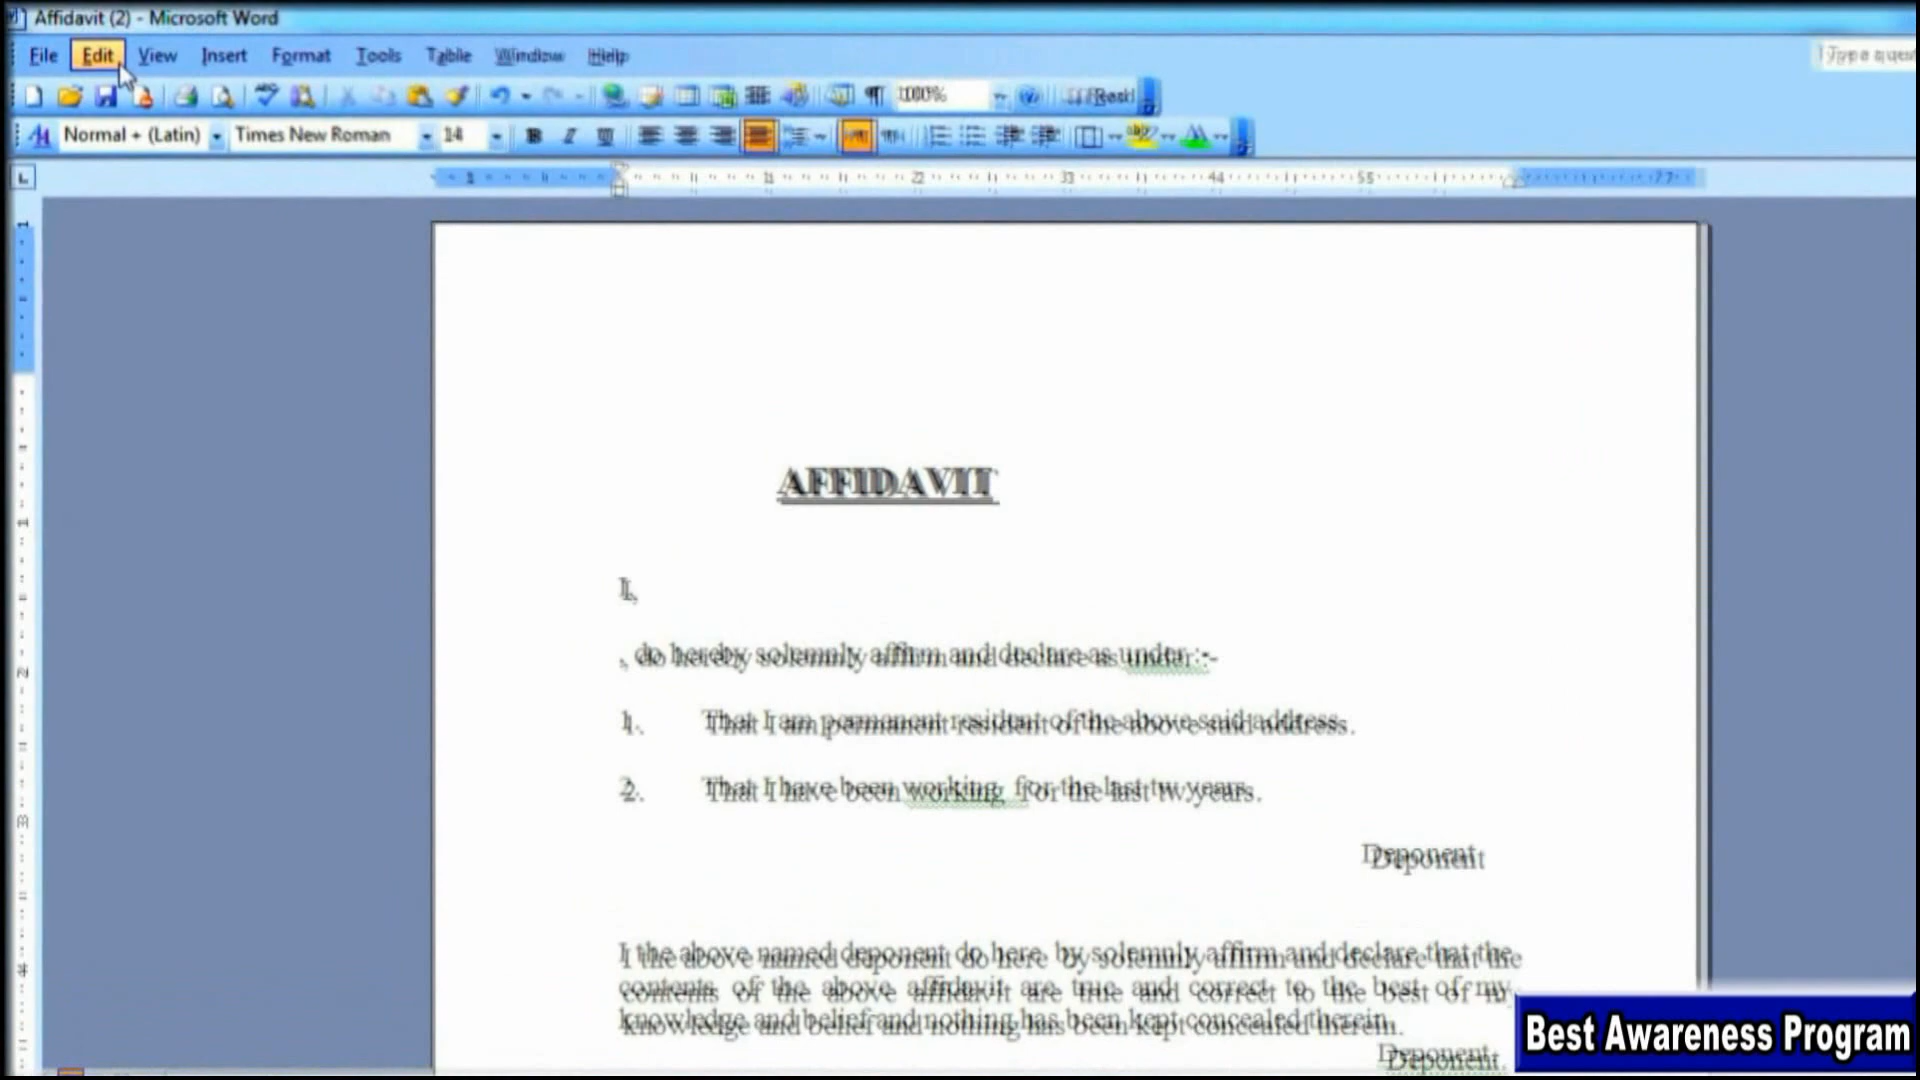 Affidavit (2) - Microsoft Word
File Edit View Insert Format Tools Table Window Help
100% Read
Normal + (Latin) Times New Roman 14
AFFIDAVIT
I,
, do hereby solemnly affirm and declare as under :-
1. That I am permanent resident of the above said address.
2. That I have been working for the last tw years.
Deponent
I the above named deponent do here by solemnly affirm and declare that the
contents of the above affidavit are true and correct to the best of my
knowledge and belief and nothing has been kept concealed therein.
Deponent.
Best Awareness Program